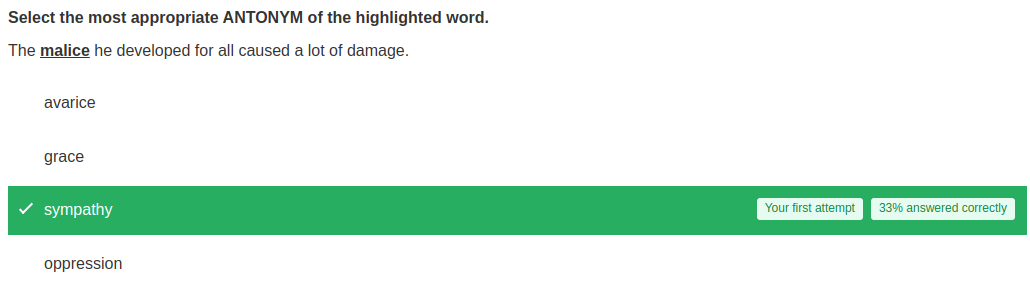 Select the most appropriate ANTONYM of the highlighted word.
The malice he developed for all caused a lot of damage.
avarice
grace
sympathy Your first attempt 33% answered correctly
oppression